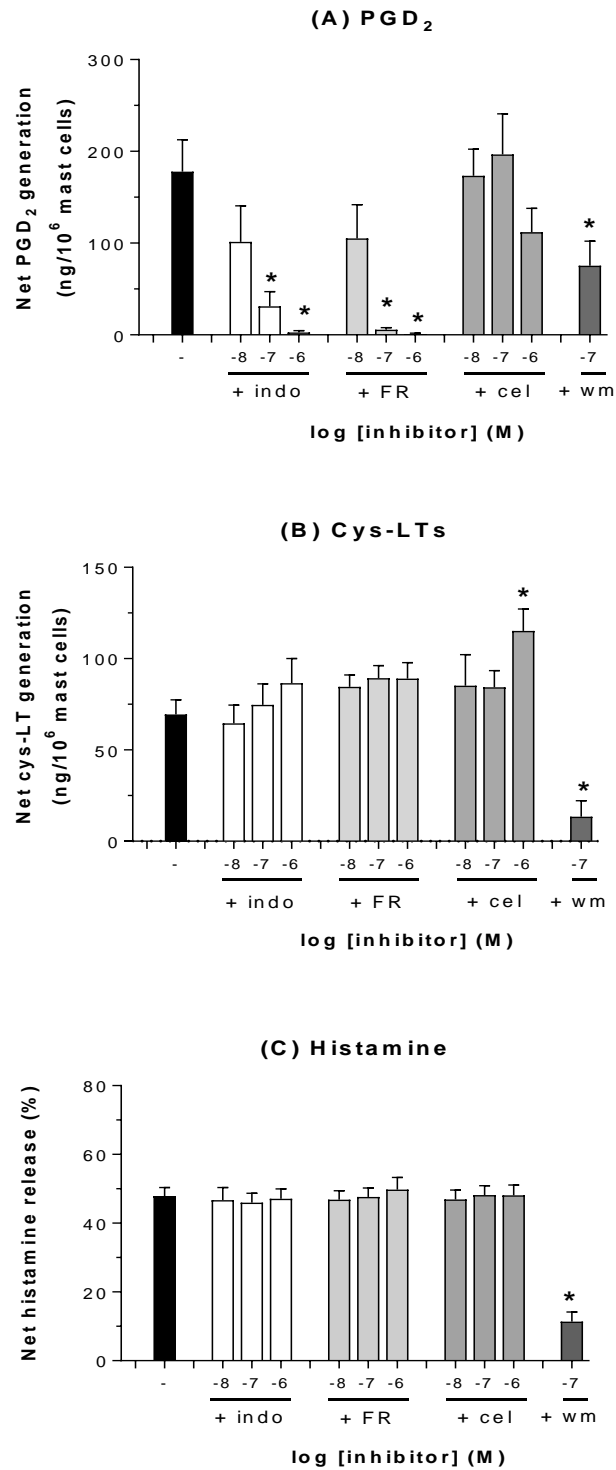 (A) PGD₂
Net PGD₂ generation
(ng/10⁶ mast cells)
300
200
100
0
*
*
*
*
*
- -8 -7 -6 -8 -7 -6 -8 -7 -6 -7
+ indo + FR + cel + wm
log [inhibitor] (M)
(B) Cys-LTs
Net cys-LT generation
(ng/10⁶ mast cells)
150
100
50
0
*
*
- -8 -7 -6 -8 -7 -6 -8 -7 -6 -7
+ indo + FR + cel + wm
log [inhibitor] (M)
(C) Histamine
Net histamine release (%)
80
60
40
20
0
*
- -8 -7 -6 -8 -7 -6 -8 -7 -6 -7
+ indo + FR + cel + wm
log [inhibitor] (M)